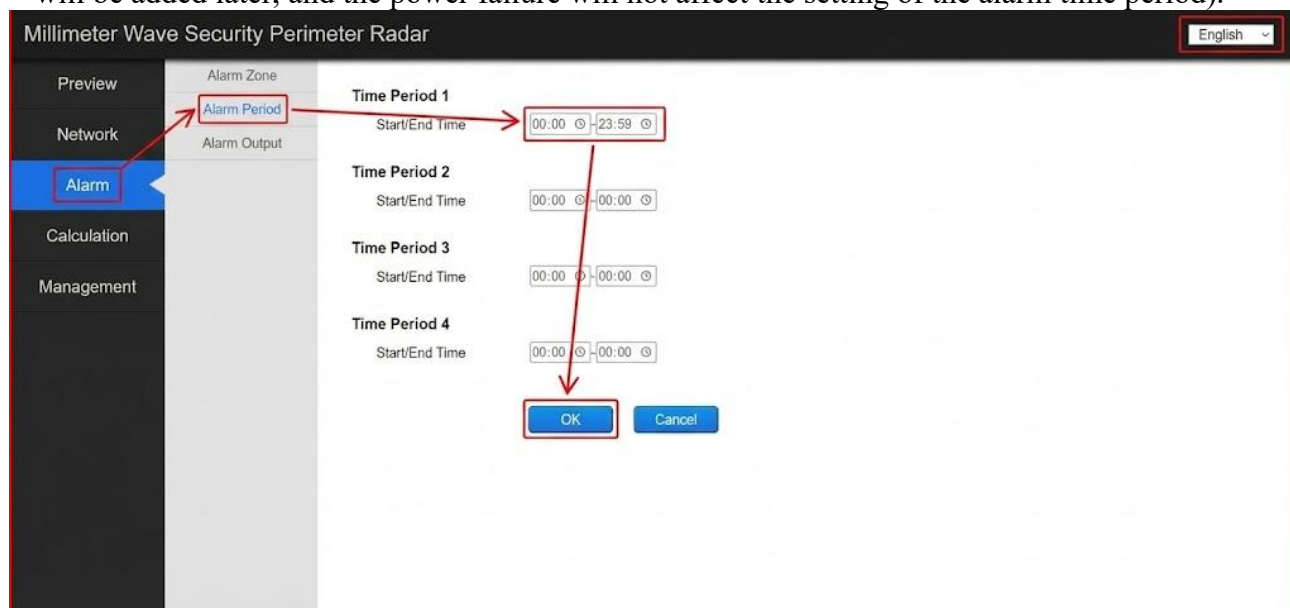 will be added later, and the power failure will not affect the setting of the alarm time period).
Millimeter Wave Security Perimeter Radar
English
Preview
Network
Alarm
Calculation
Management
Alarm Zone
Alarm Period
Alarm Output
Time Period 1
Start/End Time 00:00 - 23:59
Time Period 2
Start/End Time 00:00 - 00:00
Time Period 3
Start/End Time 00:00 - 00:00
Time Period 4
Start/End Time 00:00 - 00:00
OK Cancel